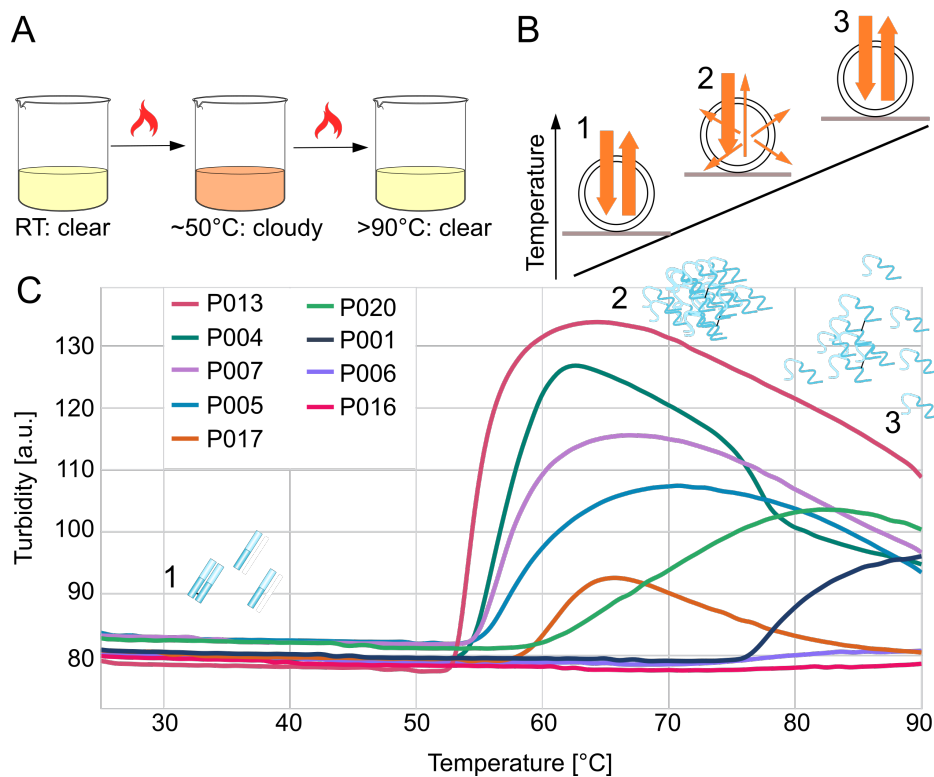 A
RT: clear
~50°C: cloudy
>90°C: clear
B
Temperature
1
2
3
C
P013
P004
P007
P005
P017
P020
P001
P006
P016
1
2
3
Turbidity [a.u.]
130
120
110
100
90
80
30
40
50
60
70
80
90
Temperature [°C]